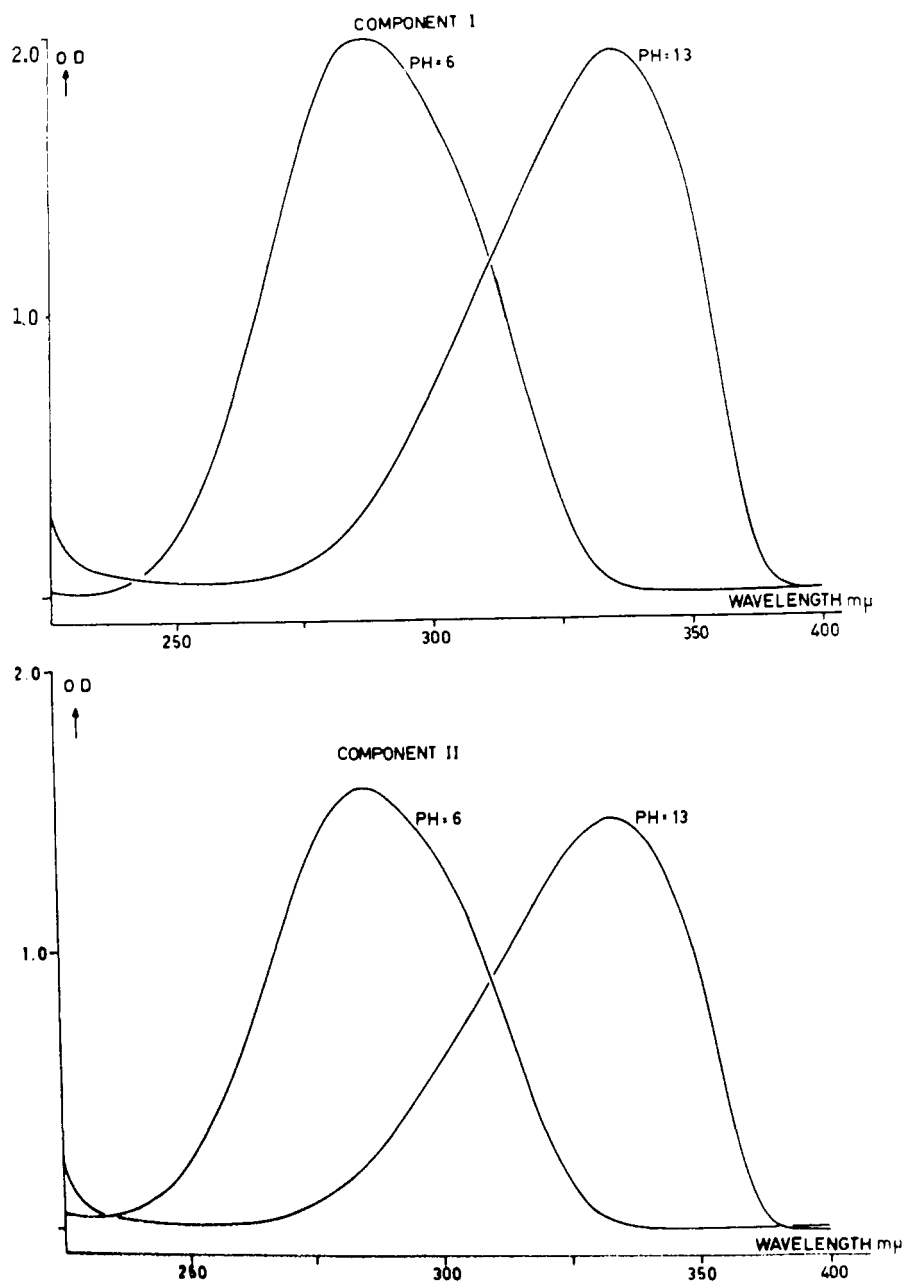 COMPONENT I
2.0
OD
PH=6
PH=13
1.0
WAVELENGTH mμ
250
300
350
400
2.0
OD
COMPONENT II
PH=6
PH=13
1.0
WAVELENGTH mμ
250
300
350
400